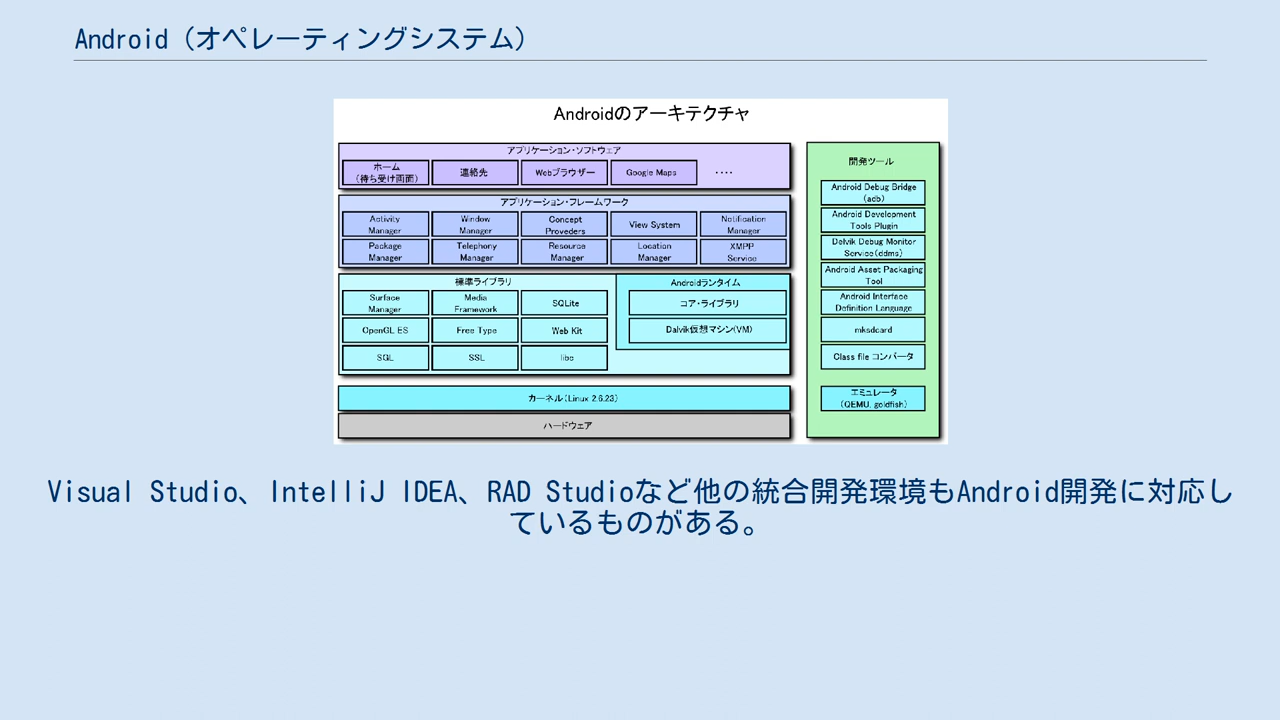 Android（オペレーティングシステム）
Androidのアーキテクチャ
アプリケーション・ソフトウェア
ホーム
（待ち受け画面）
連絡先
Webブラウザー
Google Maps
････
アプリケーション・フレームワーク
Activity
Manager
Window
Manager
Concept
Proveders
View System
Notification
Manager
Package
Manager
Telephony
Manager
Resource
Manager
Location
Manager
XMPP
Service
標準ライブラリ
Surface
Manager
Media
Framework
SQLite
OpenGL ES
Free Type
Web Kit
SGL
SSL
libc
Androidランタイム
コア・ライブラリ
Dalvik仮想マシン(VM)
カーネル（Linux 2.6.23）
ハードウェア
開発ツール
Android Debug Bridge
(adb)
Android Development
Tools Plugin
Delvik Debug Monitor
Service(ddms)
Android Asset Packaging
Tool
Android Interface
Definition Language
mksdcard
Class file コンバータ
エミュレータ
(QEMU, goldfish)
Visual Studio、IntelliJ IDEA、RAD Studioなど他の統合開発環境もAndroid開発に対応し
ているものがある。